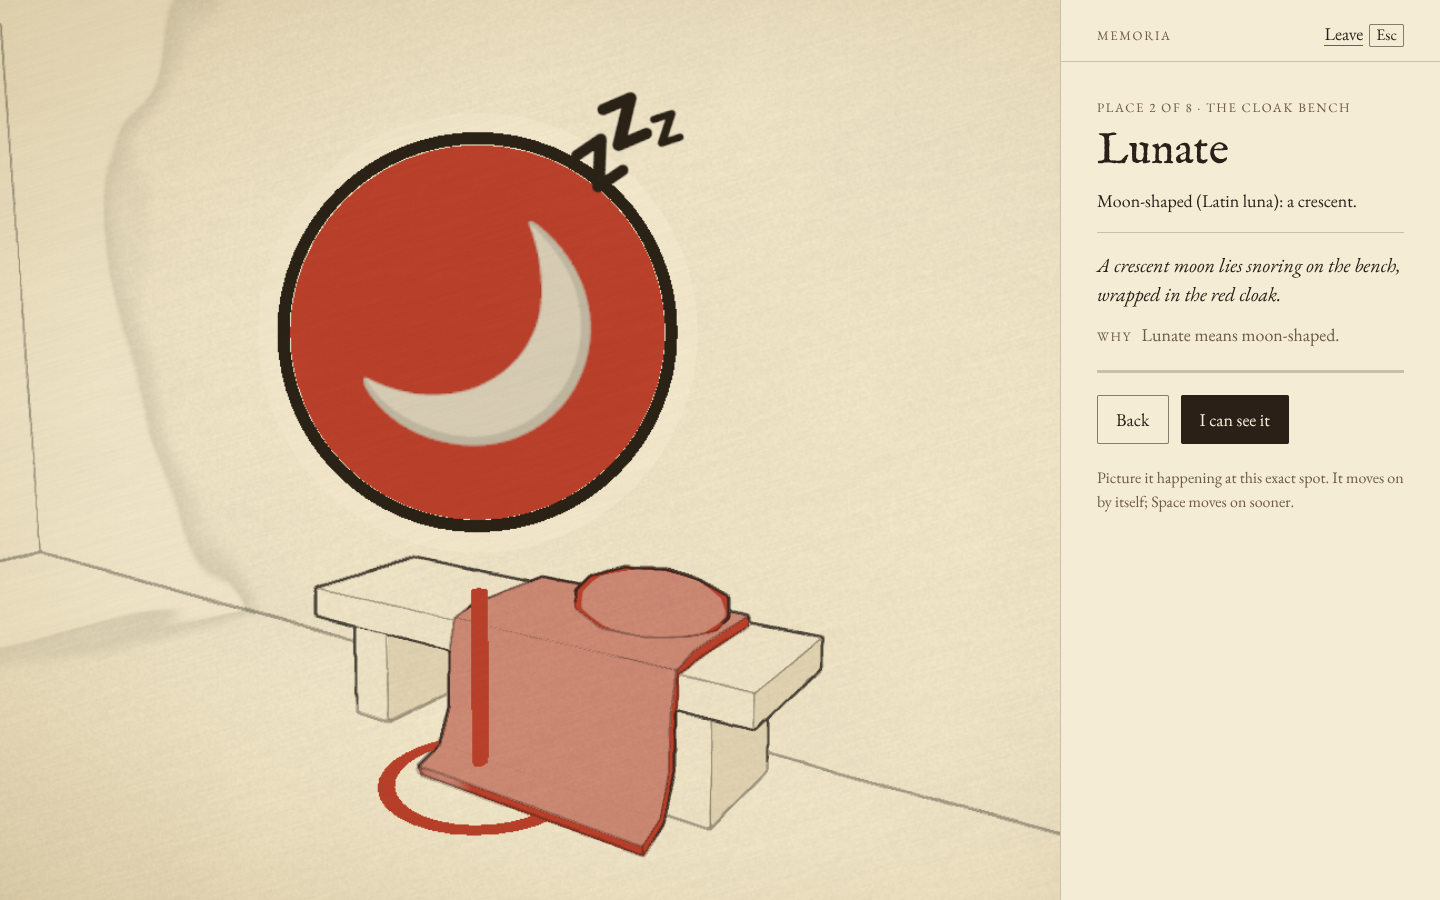 zzz
MEMORIA
Leave Esc
PLACE 2 OF 8 · THE CLOAK BENCH
Lunate
Moon-shaped (Latin luna): a crescent.
A crescent moon lies snoring on the bench,
wrapped in the red cloak.
WHY Lunate means moon-shaped.
Back I can see it
Picture it happening at this exact spot. It moves on
by itself; Space moves on sooner.